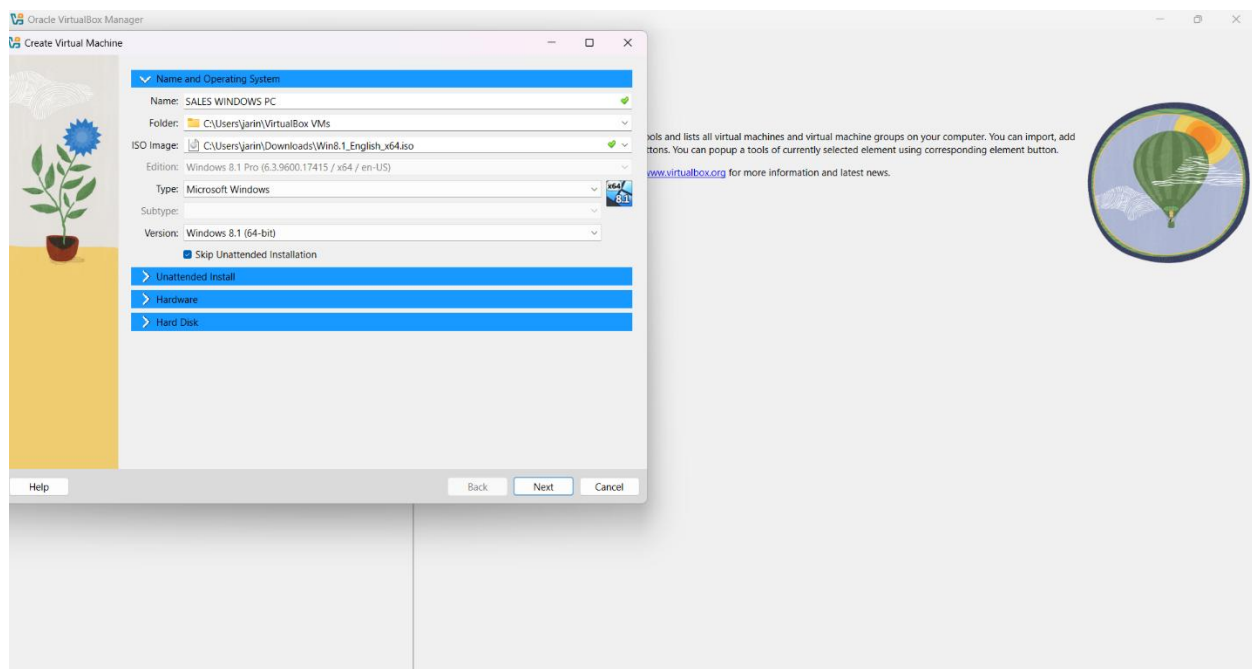 Oracle VirtualBox Manager
Create Virtual Machine
Name and Operating System
Name: SALES WINDOWS PC
Folder: C:\Users\jarin\VirtualBox VMs
ISO Image: C:\Users\jarin\Downloads\Win8.1_English_x64.iso
Edition: Windows 8.1 Pro (6.3.9600.17415 / x64 / en-US)
Type: Microsoft Windows
x64
8.1
Subtype:
Version: Windows 8.1 (64-bit)
Skip Unattended Installation
Unattended Install
Hardware
Hard Disk
Help Back Next Cancel
ools and lists all virtual machines and virtual machine groups on your computer. You can import, add
ttons. You can popup a tools of currently selected element using corresponding element button.
www.virtualbox.org for more information and latest news.